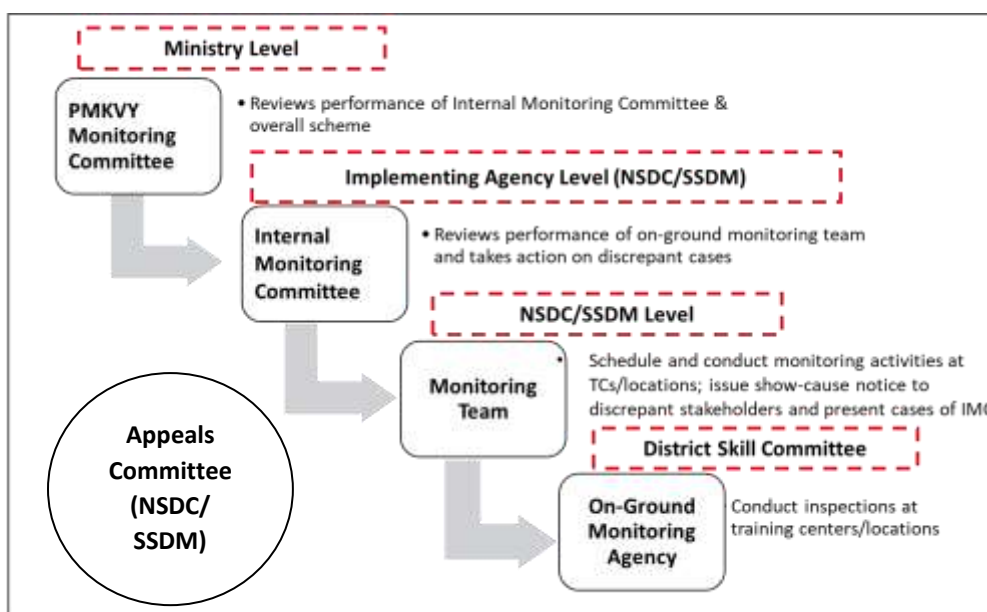 Ministry Level
PMKVY
Monitoring
Committee
• Reviews performance of Internal Monitoring Committee &
overall scheme
Implementing Agency Level (NSDC/SSDM)
Internal
Monitoring
Committee
• Reviews performance of on-ground monitoring team
and takes action on discrepant cases
NSDC/SSDM Level
Monitoring
Team
• Schedule and conduct monitoring activities at
TCs/locations; issue show-cause notice to
discrepant stakeholders and present cases of IMC
Appeals
Committee
(NSDC/
SSDM)
District Skill Committee
On-Ground
Monitoring
Agency
Conduct inspections at
training centers/locations